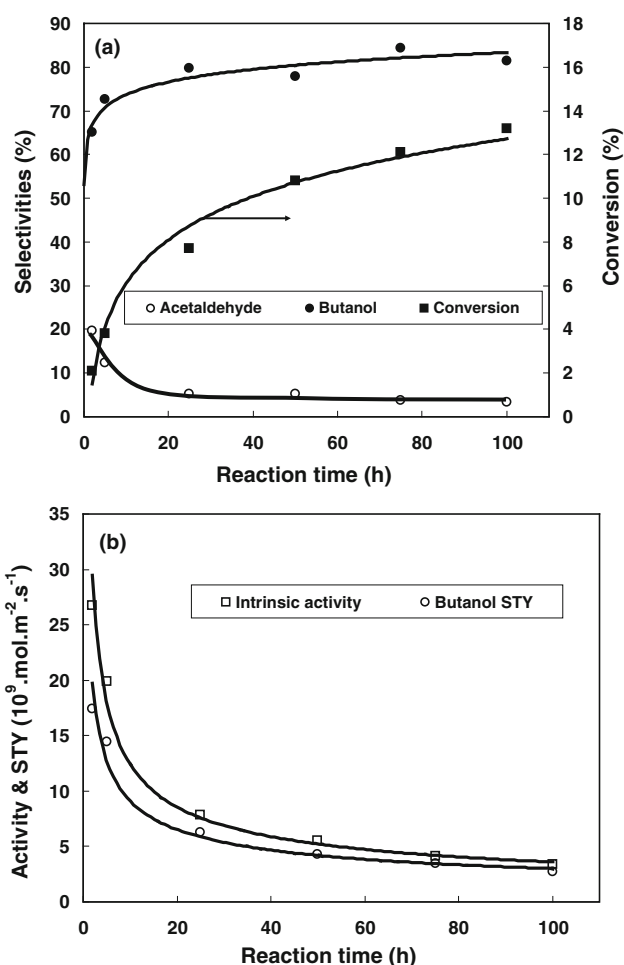 (a)
Selectivities (%)
Conversion (%)
90
80
70
60
50
40
30
20
10
0
18
16
14
12
10
8
6
4
2
0
Acetaldehyde Butanol Conversion
0 20 40 60 80 100
Reaction time (h)
(b)
Activity & STY (10⁹.mol.m⁻².s⁻¹)
35
30
25
20
15
10
5
0
Intrinsic activity Butanol STY
0 20 40 60 80 100
Reaction time (h)